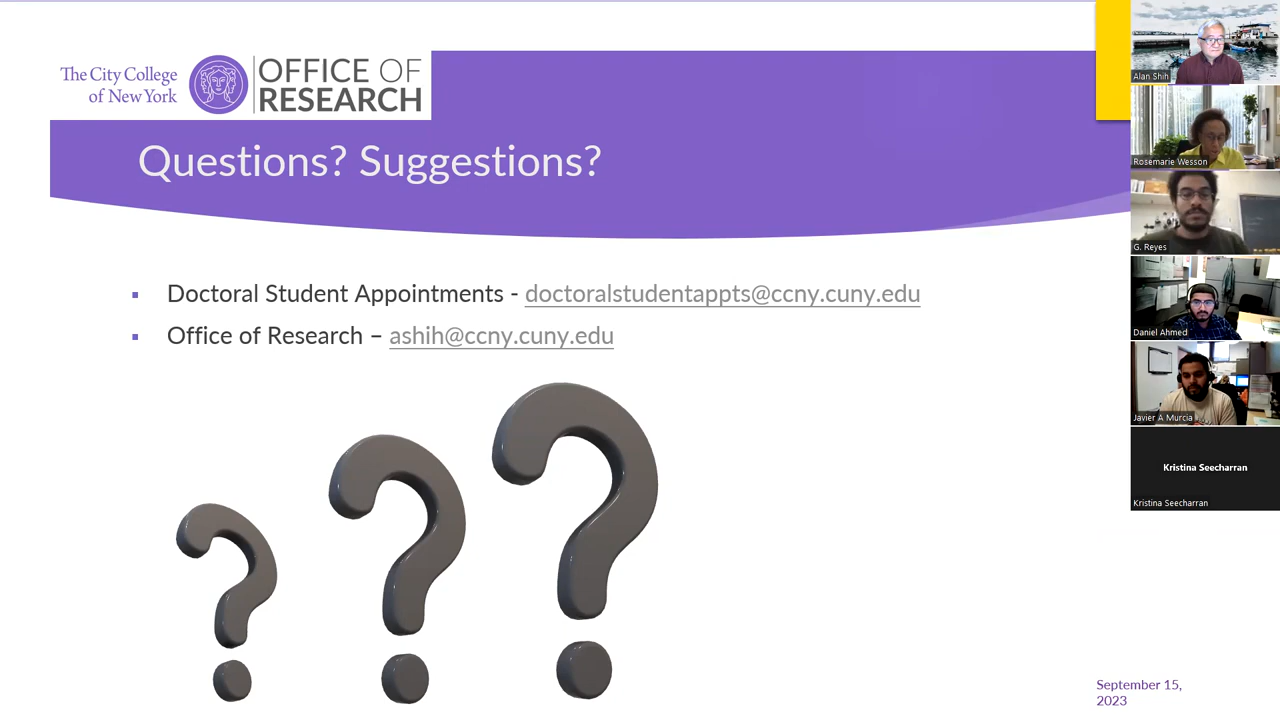 The City College
of New York
OFFICE OF
RESEARCH
Questions? Suggestions?
▪ Doctoral Student Appointments - doctoralstudentappts@ccny.cuny.edu
▪ Office of Research – ashih@ccny.cuny.edu
September 15,
2023
Alan Shih
Rosemarie Wesson
G. Reyes
Daniel Ahmed
Javier A Murcia
Kristina Seecharran
Kristina Seecharran